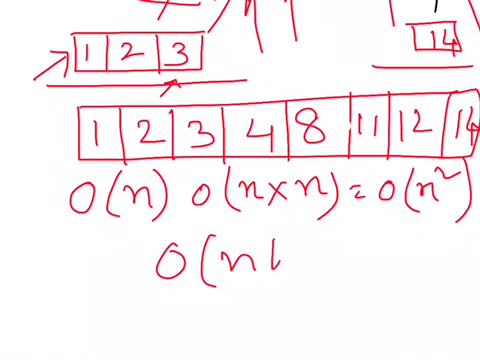 14
1 2 3
1 2 3 4 8 11 12 14
O(n) O(n×n) = O(n²)
O(n